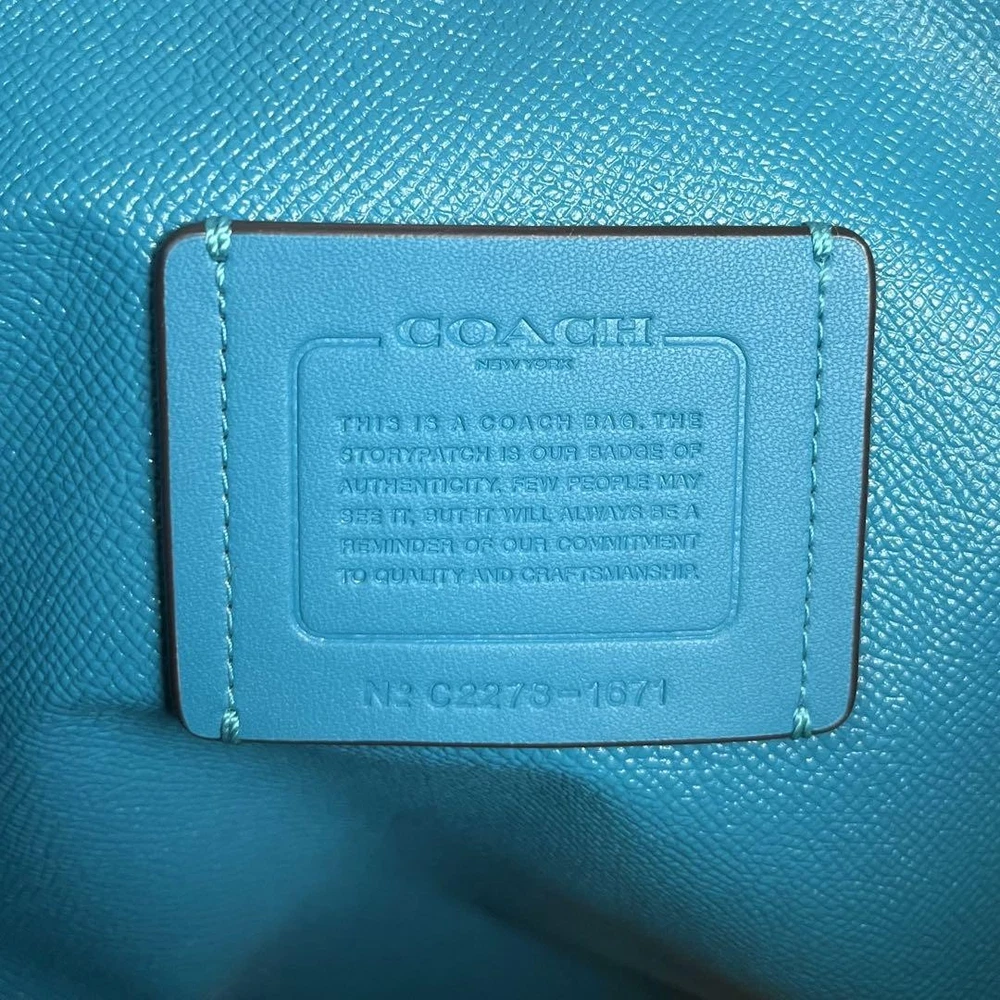 COACH
NEW YORK
THIS IS A COACH BAG. THE
STORYPATCH IS OUR BADGE OF
AUTHENTICITY. FEW PEOPLE MAY
SEE IT, BUT IT WILL ALWAYS BE A
REMINDER OF OUR COMMITMENT
TO QUALITY AND CRAFTSMANSHIP.
Nº C2273-1671